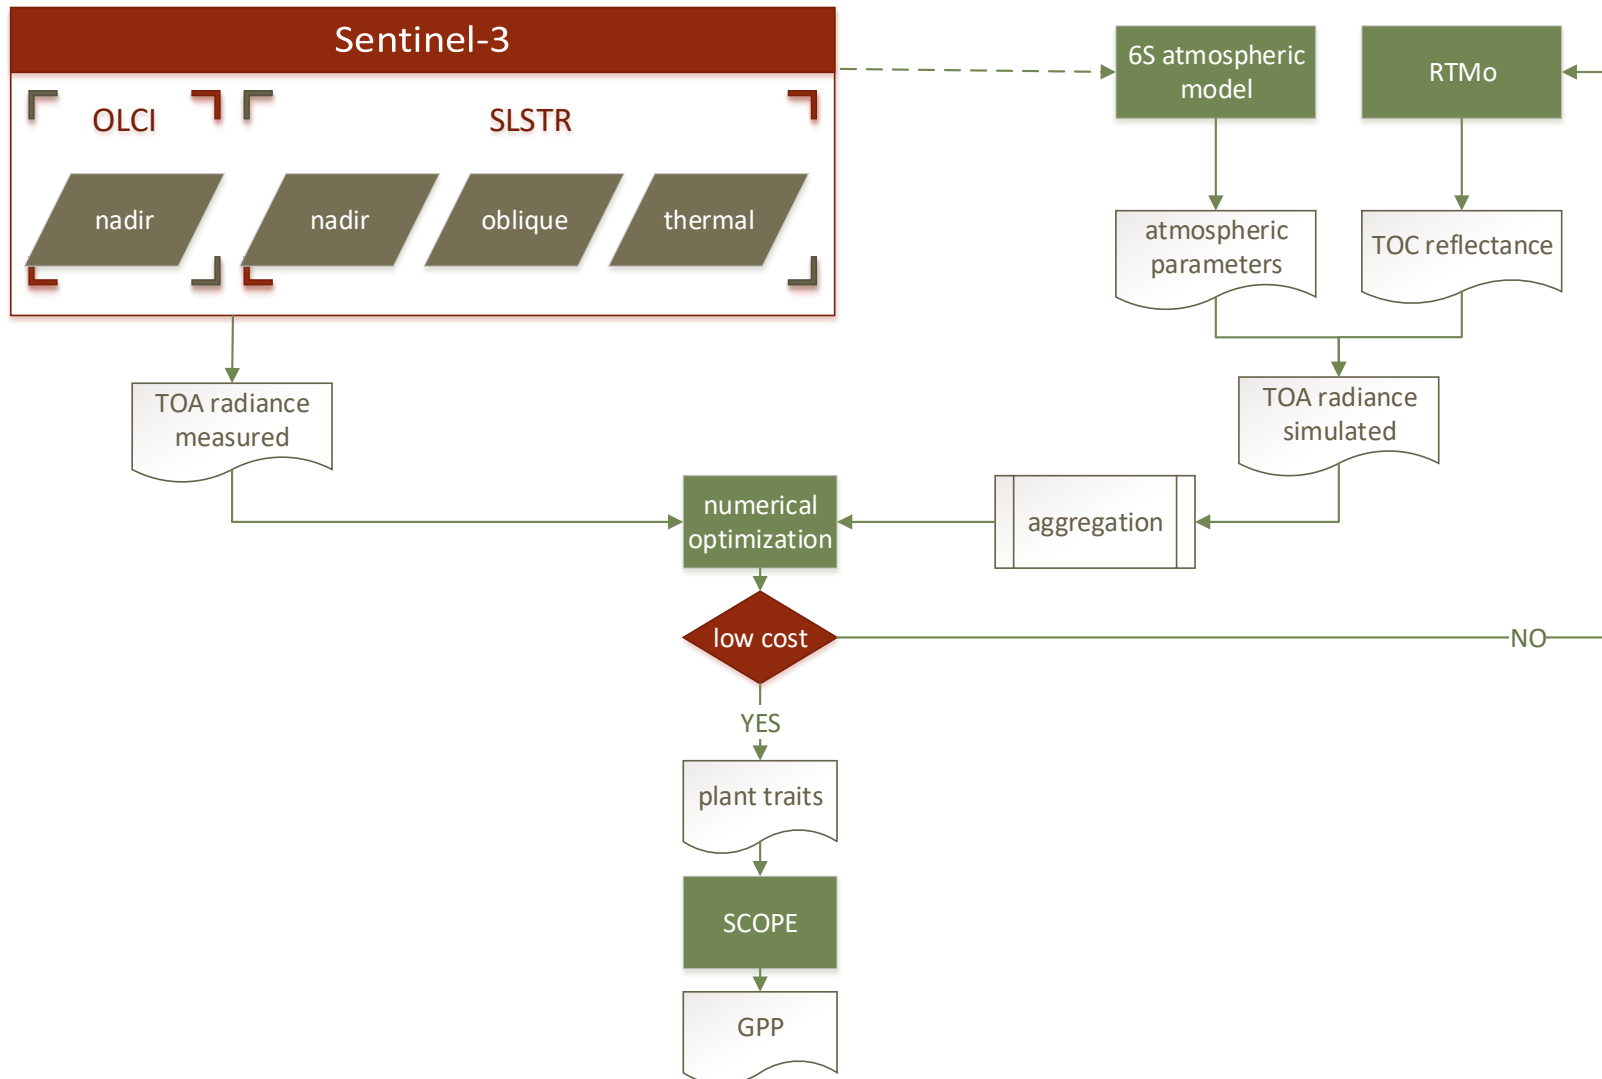 Sentinel-3
OLCI
SLSTR
nadir
nadir
oblique
thermal
6S atmospheric
model
RTMo
atmospheric
parameters
TOC reflectance
TOA radiance
measured
TOA radiance
simulated
numerical
optimization
aggregation
low cost
NO
YES
plant traits
SCOPE
GPP